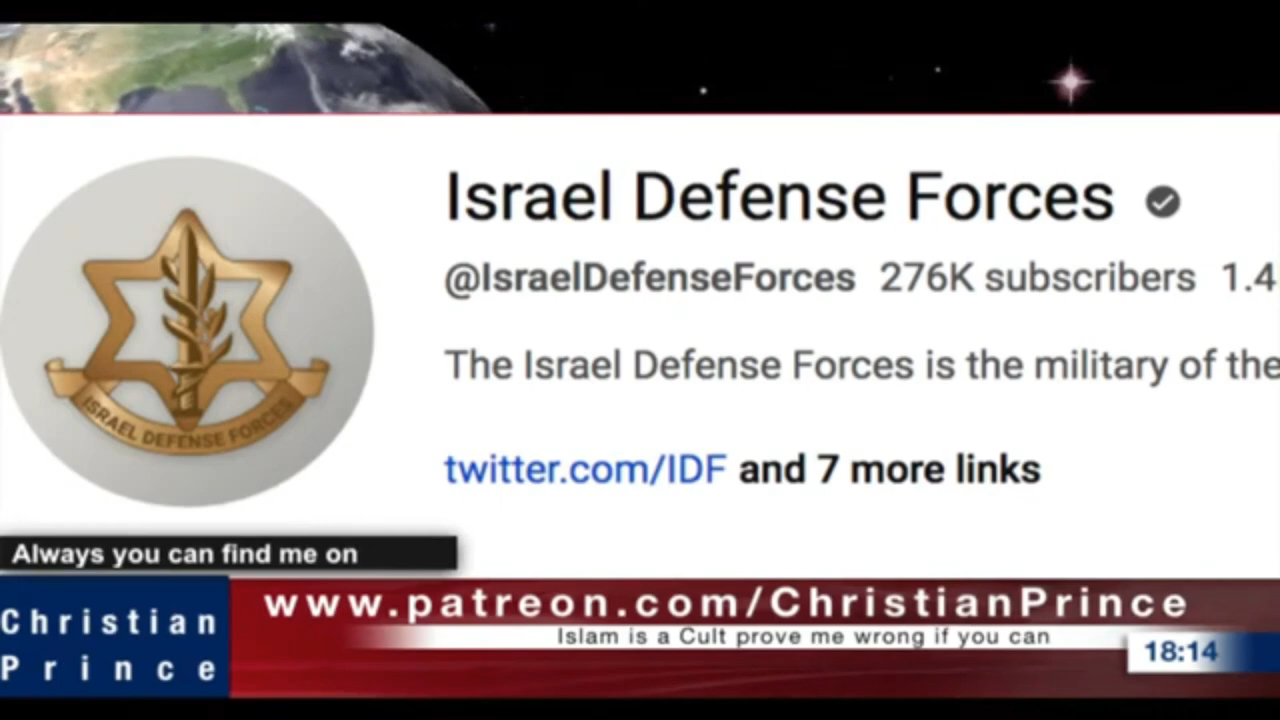 Israel Defense Forces
@IsraelDefenseForces 276K subscribers 1.4
The Israel Defense Forces is the military of the
twitter.com/IDF and 7 more links
ISRAEL DEFENSE FORCES
Always you can find me on
Christian
Prince
www.patreon.com/ChristianPrince
Islam is a Cult prove me wrong if you can
18:14